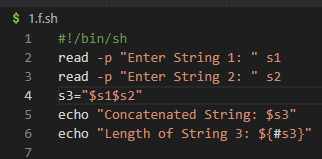 $ 1.f.sh
1 #!/bin/sh
2 read -p "Enter String 1: " s1
3 read -p "Enter String 2: " s2
4 s3="$s1$s2"
5 echo "Concatenated String: $s3"
6 echo "Length of String 3: ${#s3}"
7